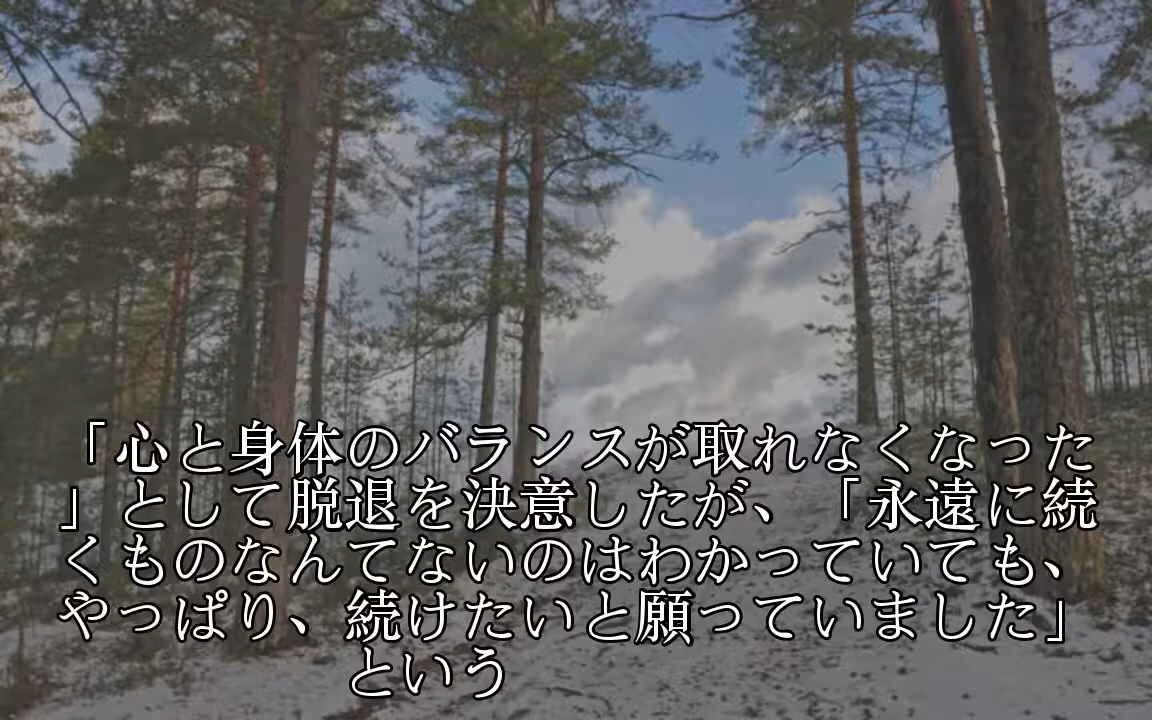 「心と身体のバランスが取れなくなった
」として脱退を決意したが、「永遠に続
くものなんてないのはわかっていても、
やっぱり、続けたいと願っていました」
という